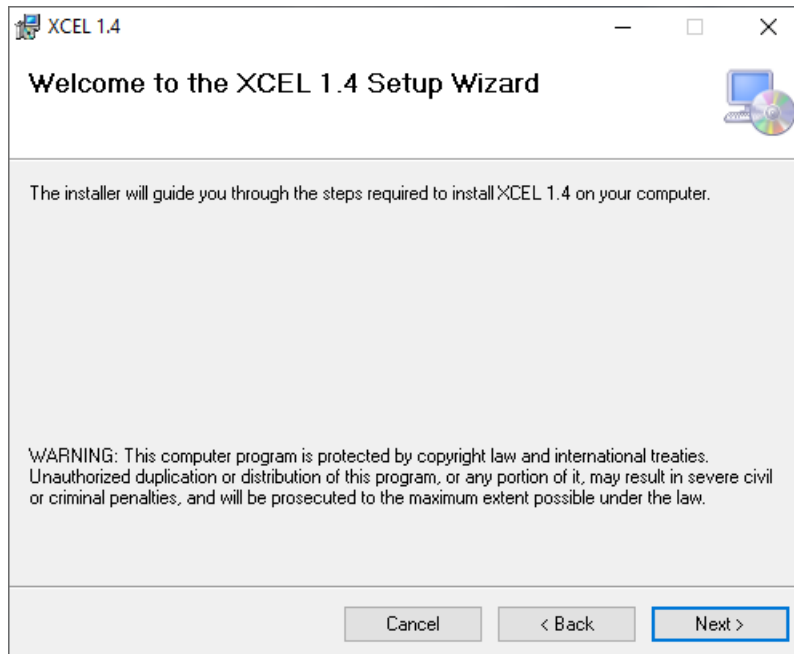 XCEL 1.4
Welcome to the XCEL 1.4 Setup Wizard
The installer will guide you through the steps required to install XCEL 1.4 on your computer.
WARNING: This computer program is protected by copyright law and international treaties.
Unauthorized duplication or distribution of this program, or any portion of it, may result in severe civil
or criminal penalties, and will be prosecuted to the maximum extent possible under the law.
Cancel
< Back
Next >